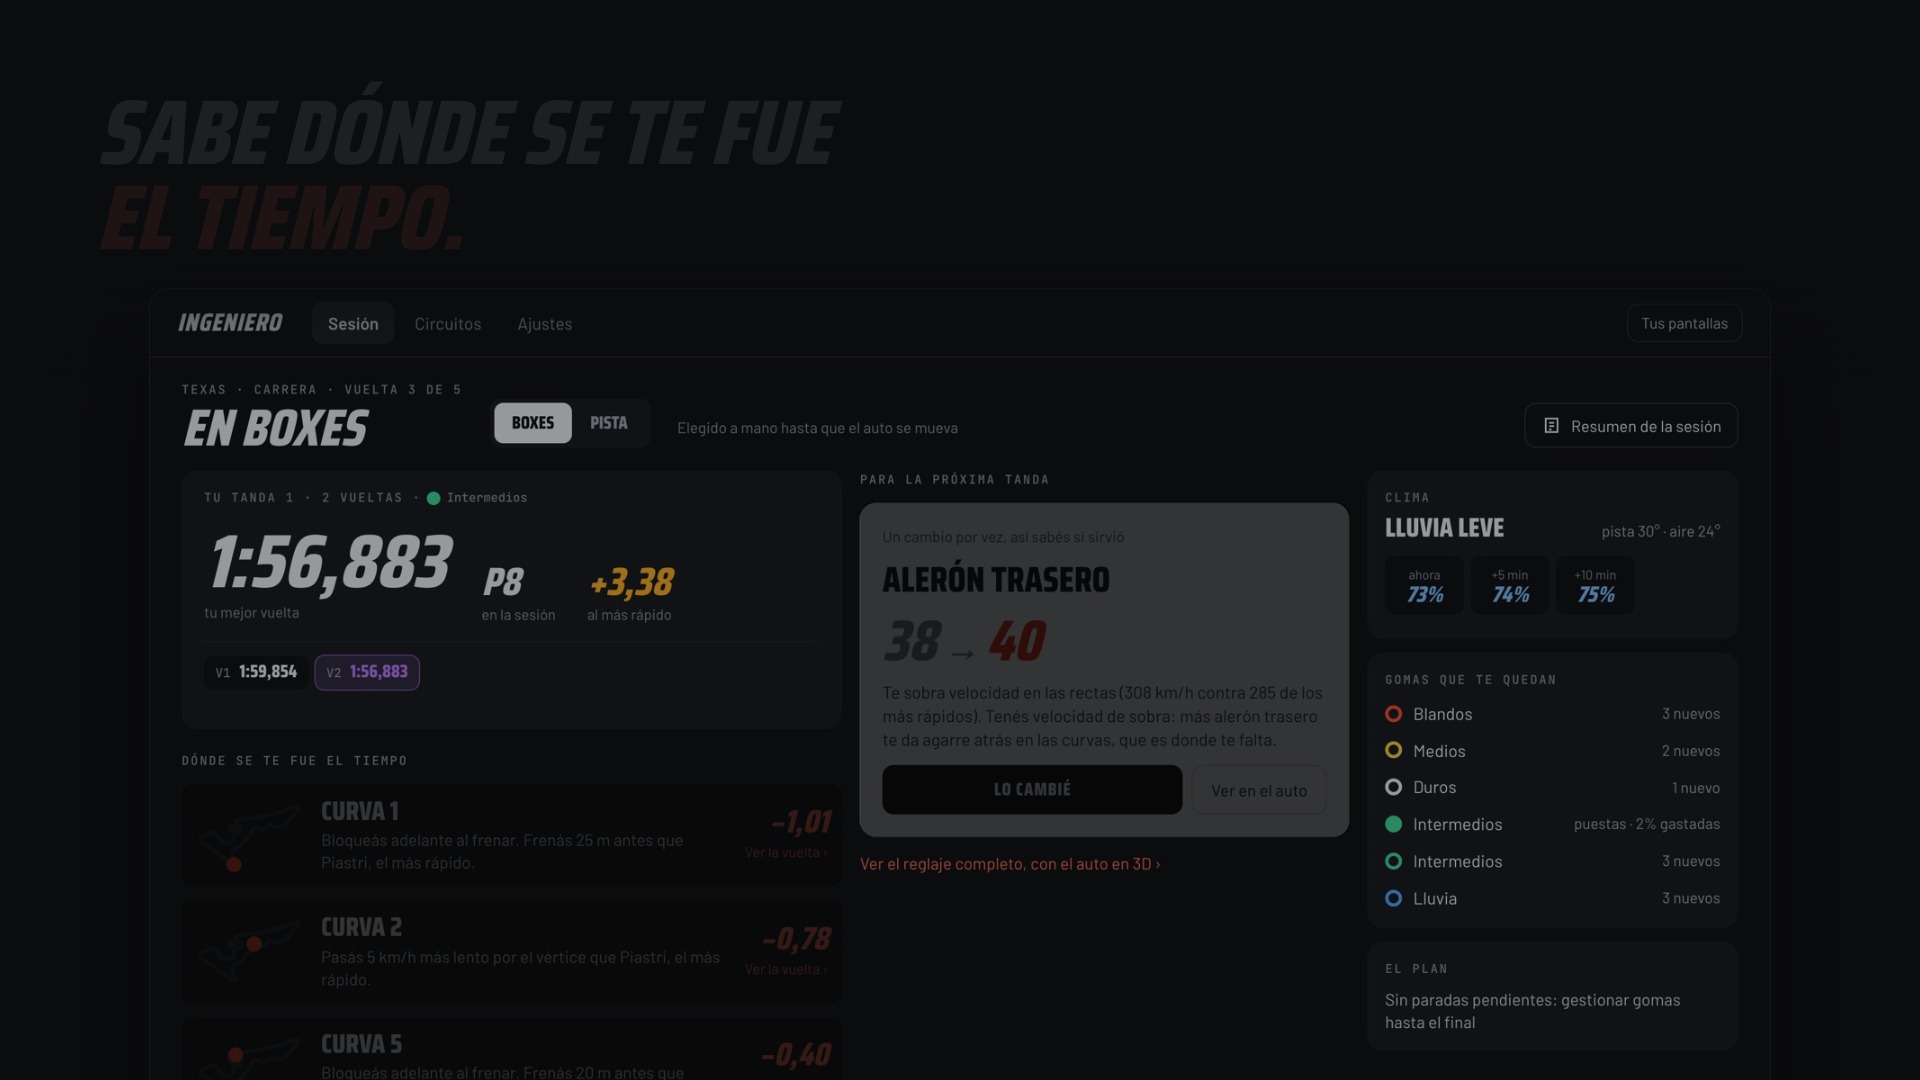 SABE DÓNDE SE TE FUE
EL TIEMPO.
INGENIERO
Sesión
Circuitos
Ajustes
Tus pantallas
TEXAS · CARRERA · VUELTA 3 DE 5
EN BOXES
BOXES
PISTA
Elegido a mano hasta que el auto se mueva
Resumen de la sesión
TU TANDA 1 · 2 VUELTAS · Intermedios
1:56,883
tu mejor vuelta
P8
en la sesión
+3,38
al más rápido
V1 1:59,854
V2 1:56,883
DÓNDE SE TE FUE EL TIEMPO
CURVA 1
Bloqueás adelante al frenar. Frenás 25 m antes que
Piastri, el más rápido.
−1,01
Ver la vuelta ›
CURVA 2
Pasás 5 km/h más lento por el vértice que Piastri, el más
rápido.
−0,78
Ver la vuelta ›
CURVA 5
Bloqueás adelante al frenar. Frenás 20 m antes que
−0,40
PARA LA PRÓXIMA TANDA
Un cambio por vez, así sabés si sirvió
ALERÓN TRASERO
38 → 40
Te sobra velocidad en las rectas (308 km/h contra 285 de los
más rápidos). Tenés velocidad de sobra: más alerón trasero
te da agarre atrás en las curvas, que es donde te falta.
LO CAMBIÉ
Ver en el auto
Ver el reglaje completo, con el auto en 3D ›
CLIMA
LLUVIA LEVE
pista 30° · aire 24°
ahora
73%
+5 min
74%
+10 min
75%
GOMAS QUE TE QUEDAN
Blandos 3 nuevos
Medios 2 nuevos
Duros 1 nuevo
Intermedios puestas · 2% gastadas
Intermedios 3 nuevos
Lluvia 3 nuevos
EL PLAN
Sin paradas pendientes: gestionar gomas
hasta el final